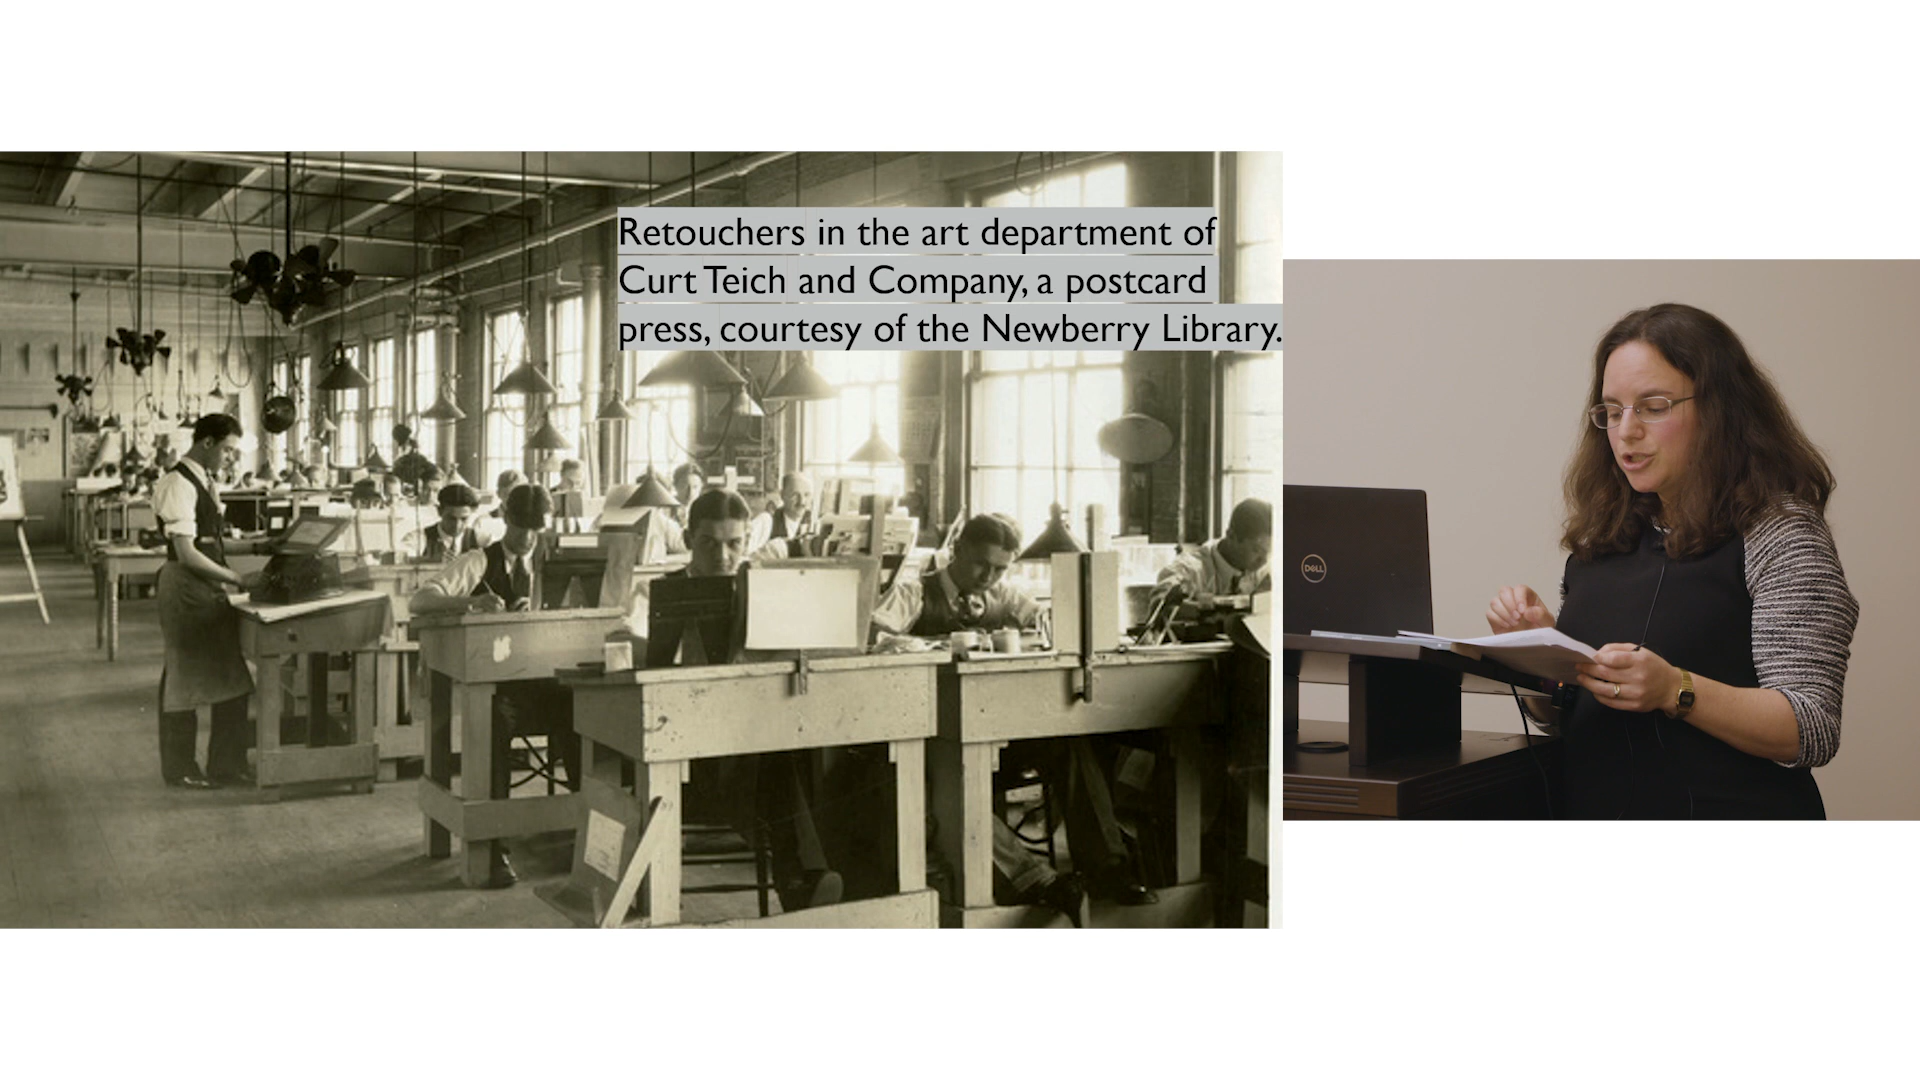 Retouchers in the art department of
Curt Teich and Company, a postcard
press, courtesy of the Newberry Library.
DELL